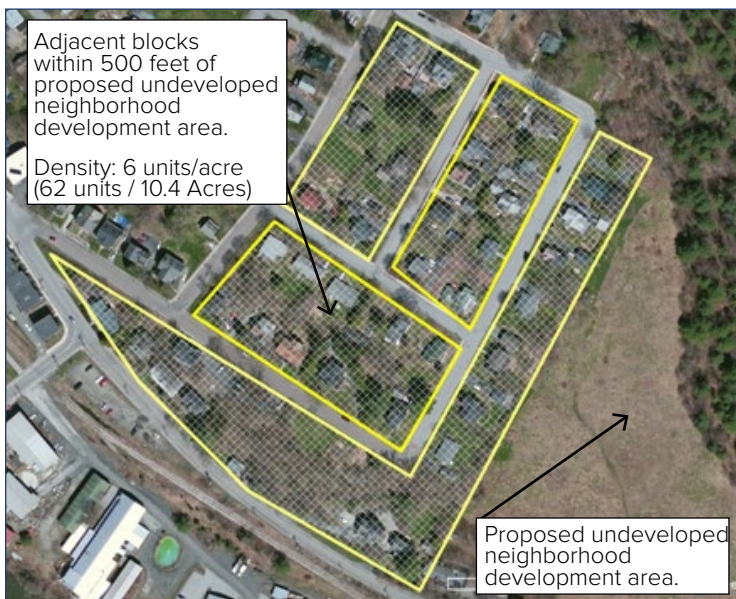 Adjacent blocks
within 500 feet of
proposed undeveloped
neighborhood
development area.
Density: 6 units/acre
(62 units / 10.4 Acres)
Proposed undeveloped
neighborhood
development area.